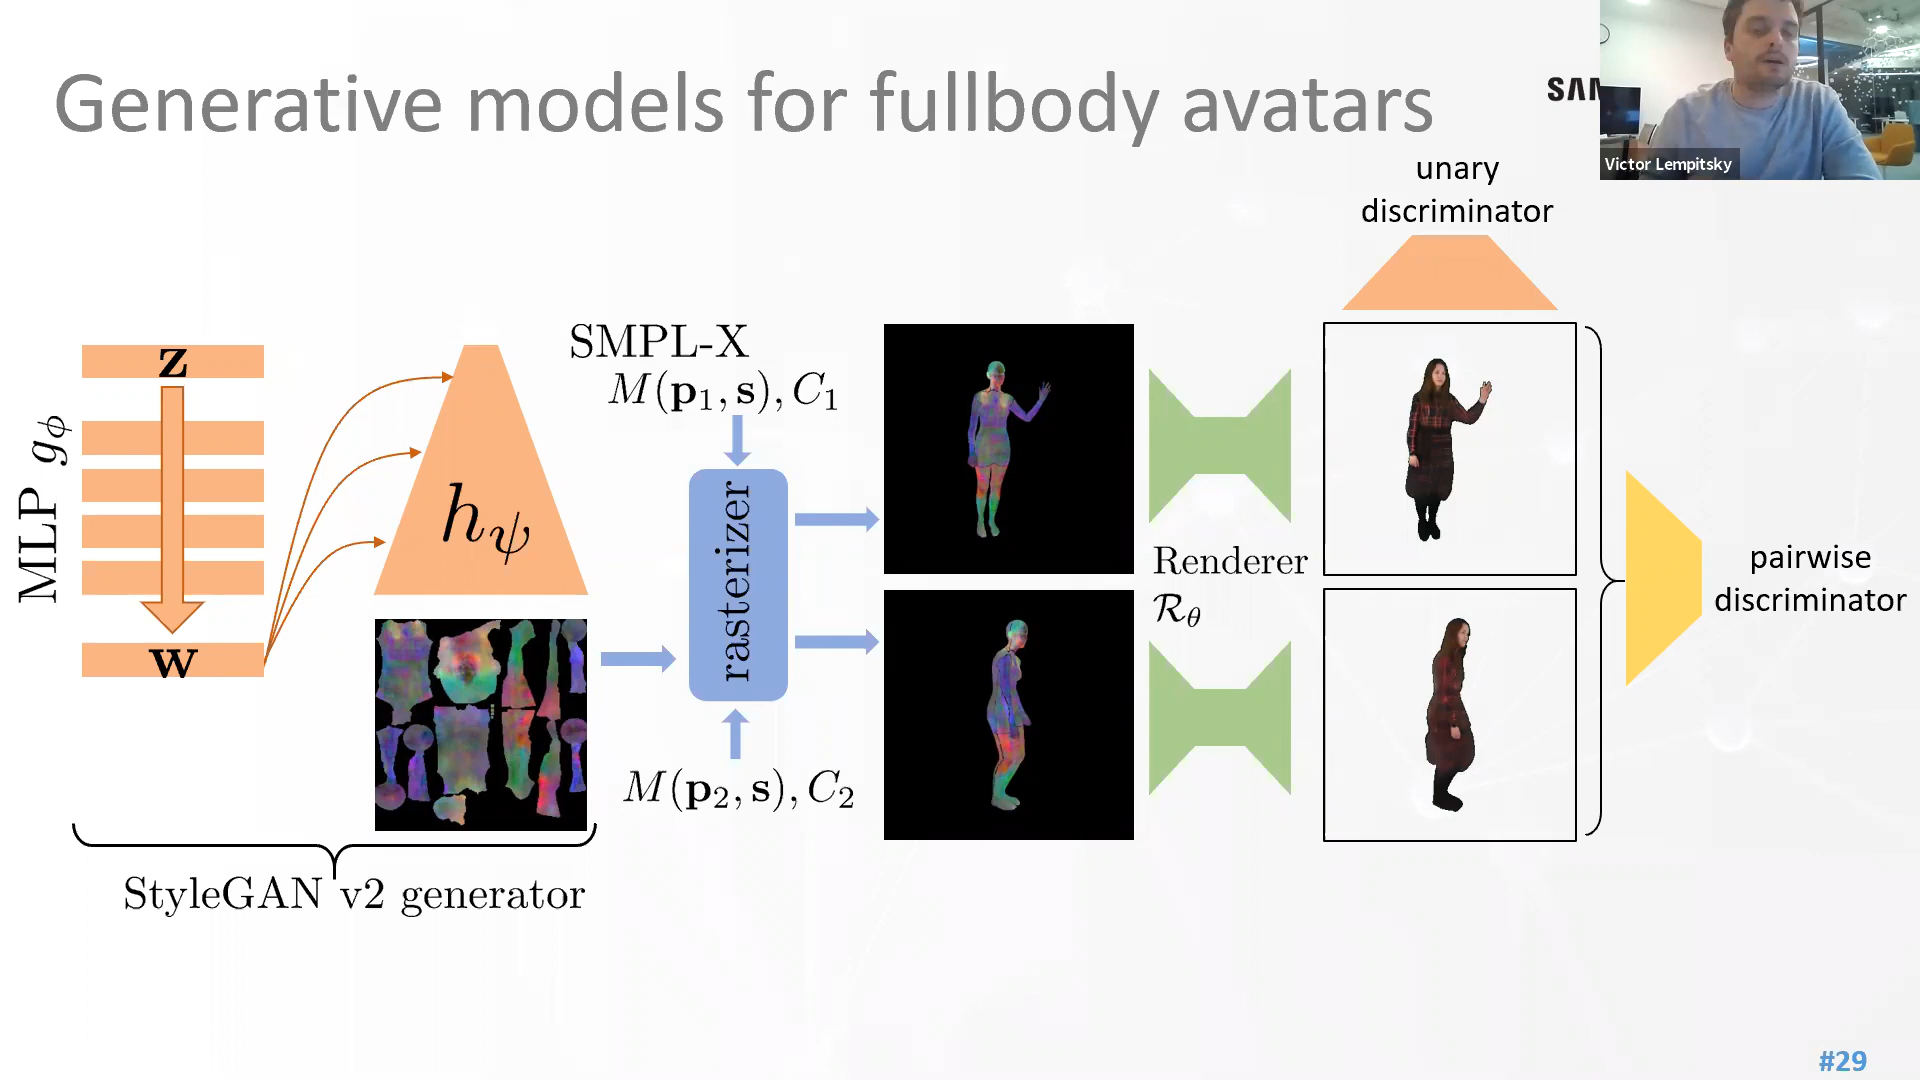 Generative models for fullbody avatars
SAM
Victor Lempitsky
unary
discriminator
z
MLP gϕ
w
hψ
SMPL-X
M(p₁, s), C₁
rasterizer
M(p₂, s), C₂
Renderer
ℛθ
pairwise
discriminator
StyleGAN v2 generator
#29